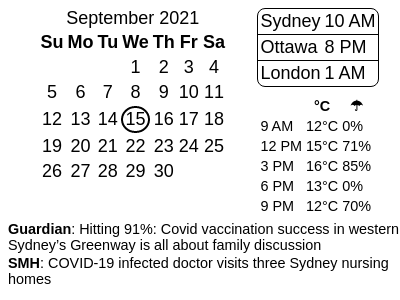 September 2021
Su Mo Tu We Th Fr Sa
1 2 3 4
5 6 7 8 9 10 11
12 13 14 15 16 17 18
19 20 21 22 23 24 25
26 27 28 29 30
Sydney 10 AM
Ottawa 8 PM
London 1 AM
°C ☂
9 AM 12°C 0%
12 PM 15°C 71%
3 PM 16°C 85%
6 PM 13°C 0%
9 PM 12°C 70%
Guardian: Hitting 91%: Covid vaccination success in western
Sydney's Greenway is all about family discussion
SMH: COVID-19 infected doctor visits three Sydney nursing
homes